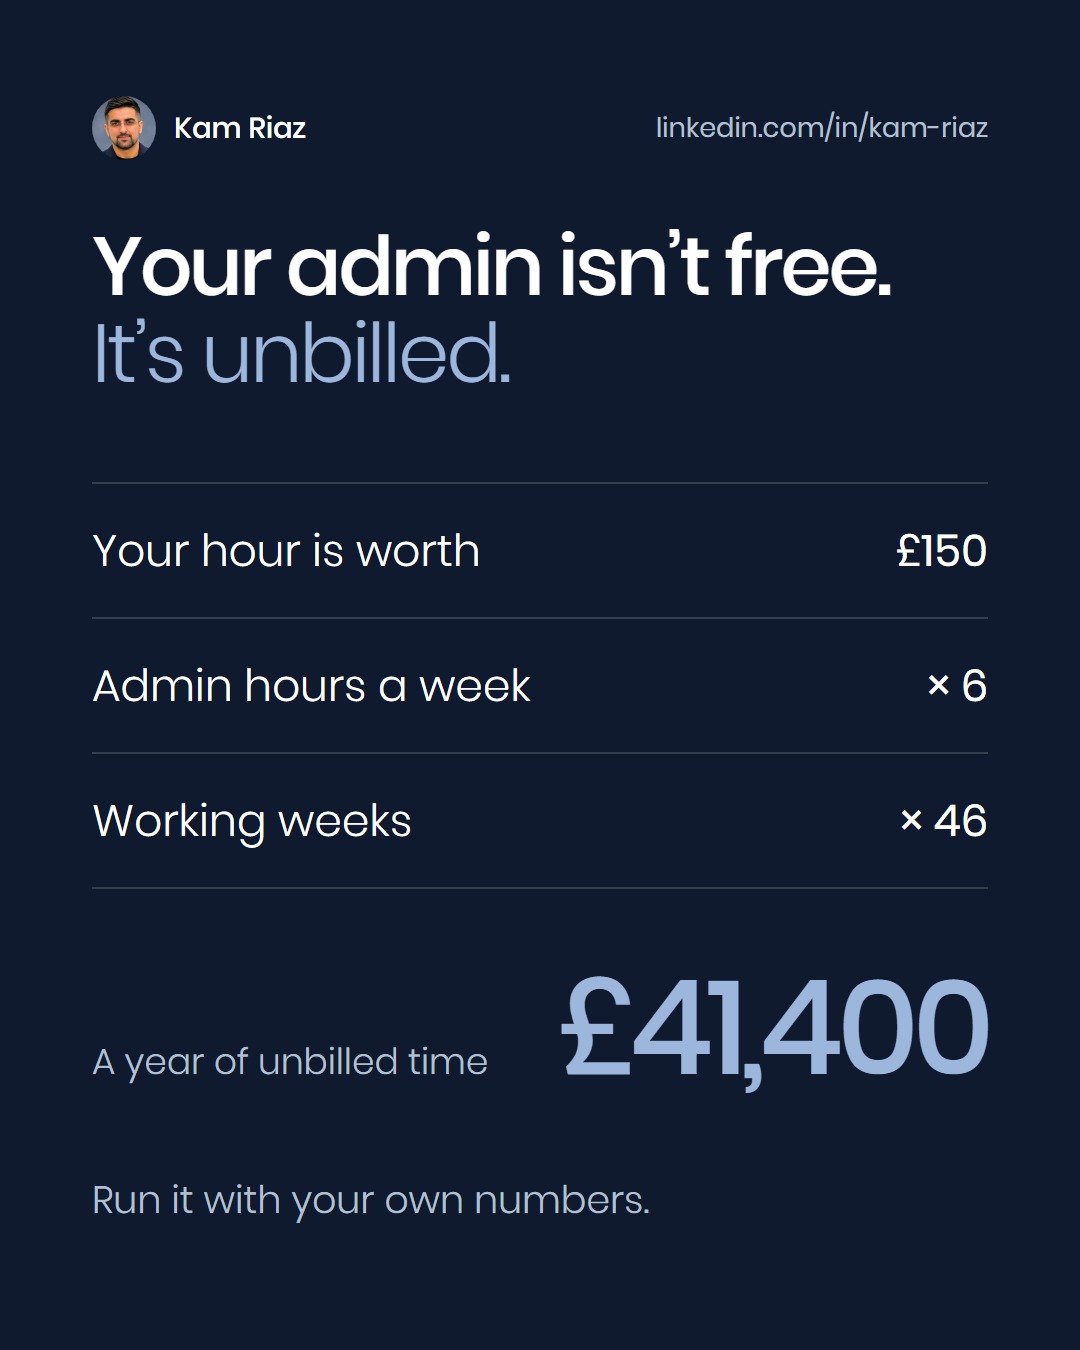 Kam Riaz
linkedin.com/in/kam-riaz
Your admin isn’t free.
It’s unbilled.
Your hour is worth £150
Admin hours a week × 6
Working weeks × 46
A year of unbilled time £41,400
Run it with your own numbers.